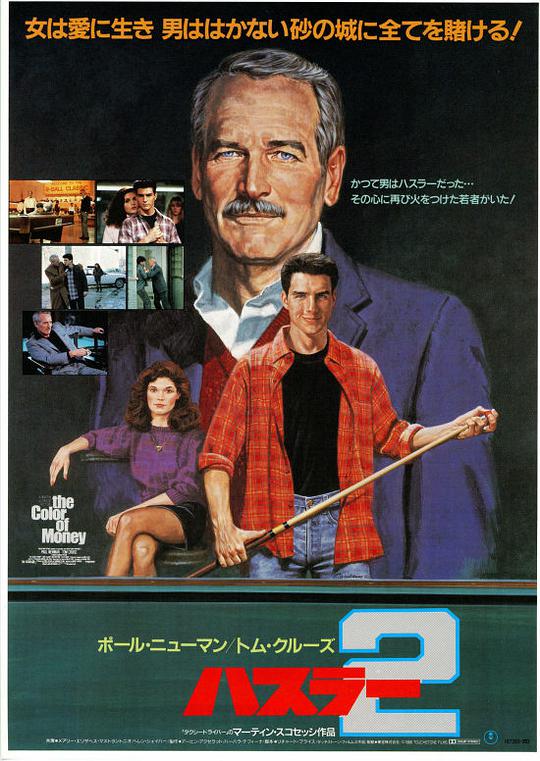 女は愛に生き 男ははかない砂の城に全てを賭ける!
かつて男はハスラーだった…
その心に再び火をつけた若者がいた!
the
Color
of
Money
ポール・ニューマン/トム・クルーズ
ハスラー2
『タクシードライバー』のマーティン・スコセッシ作品